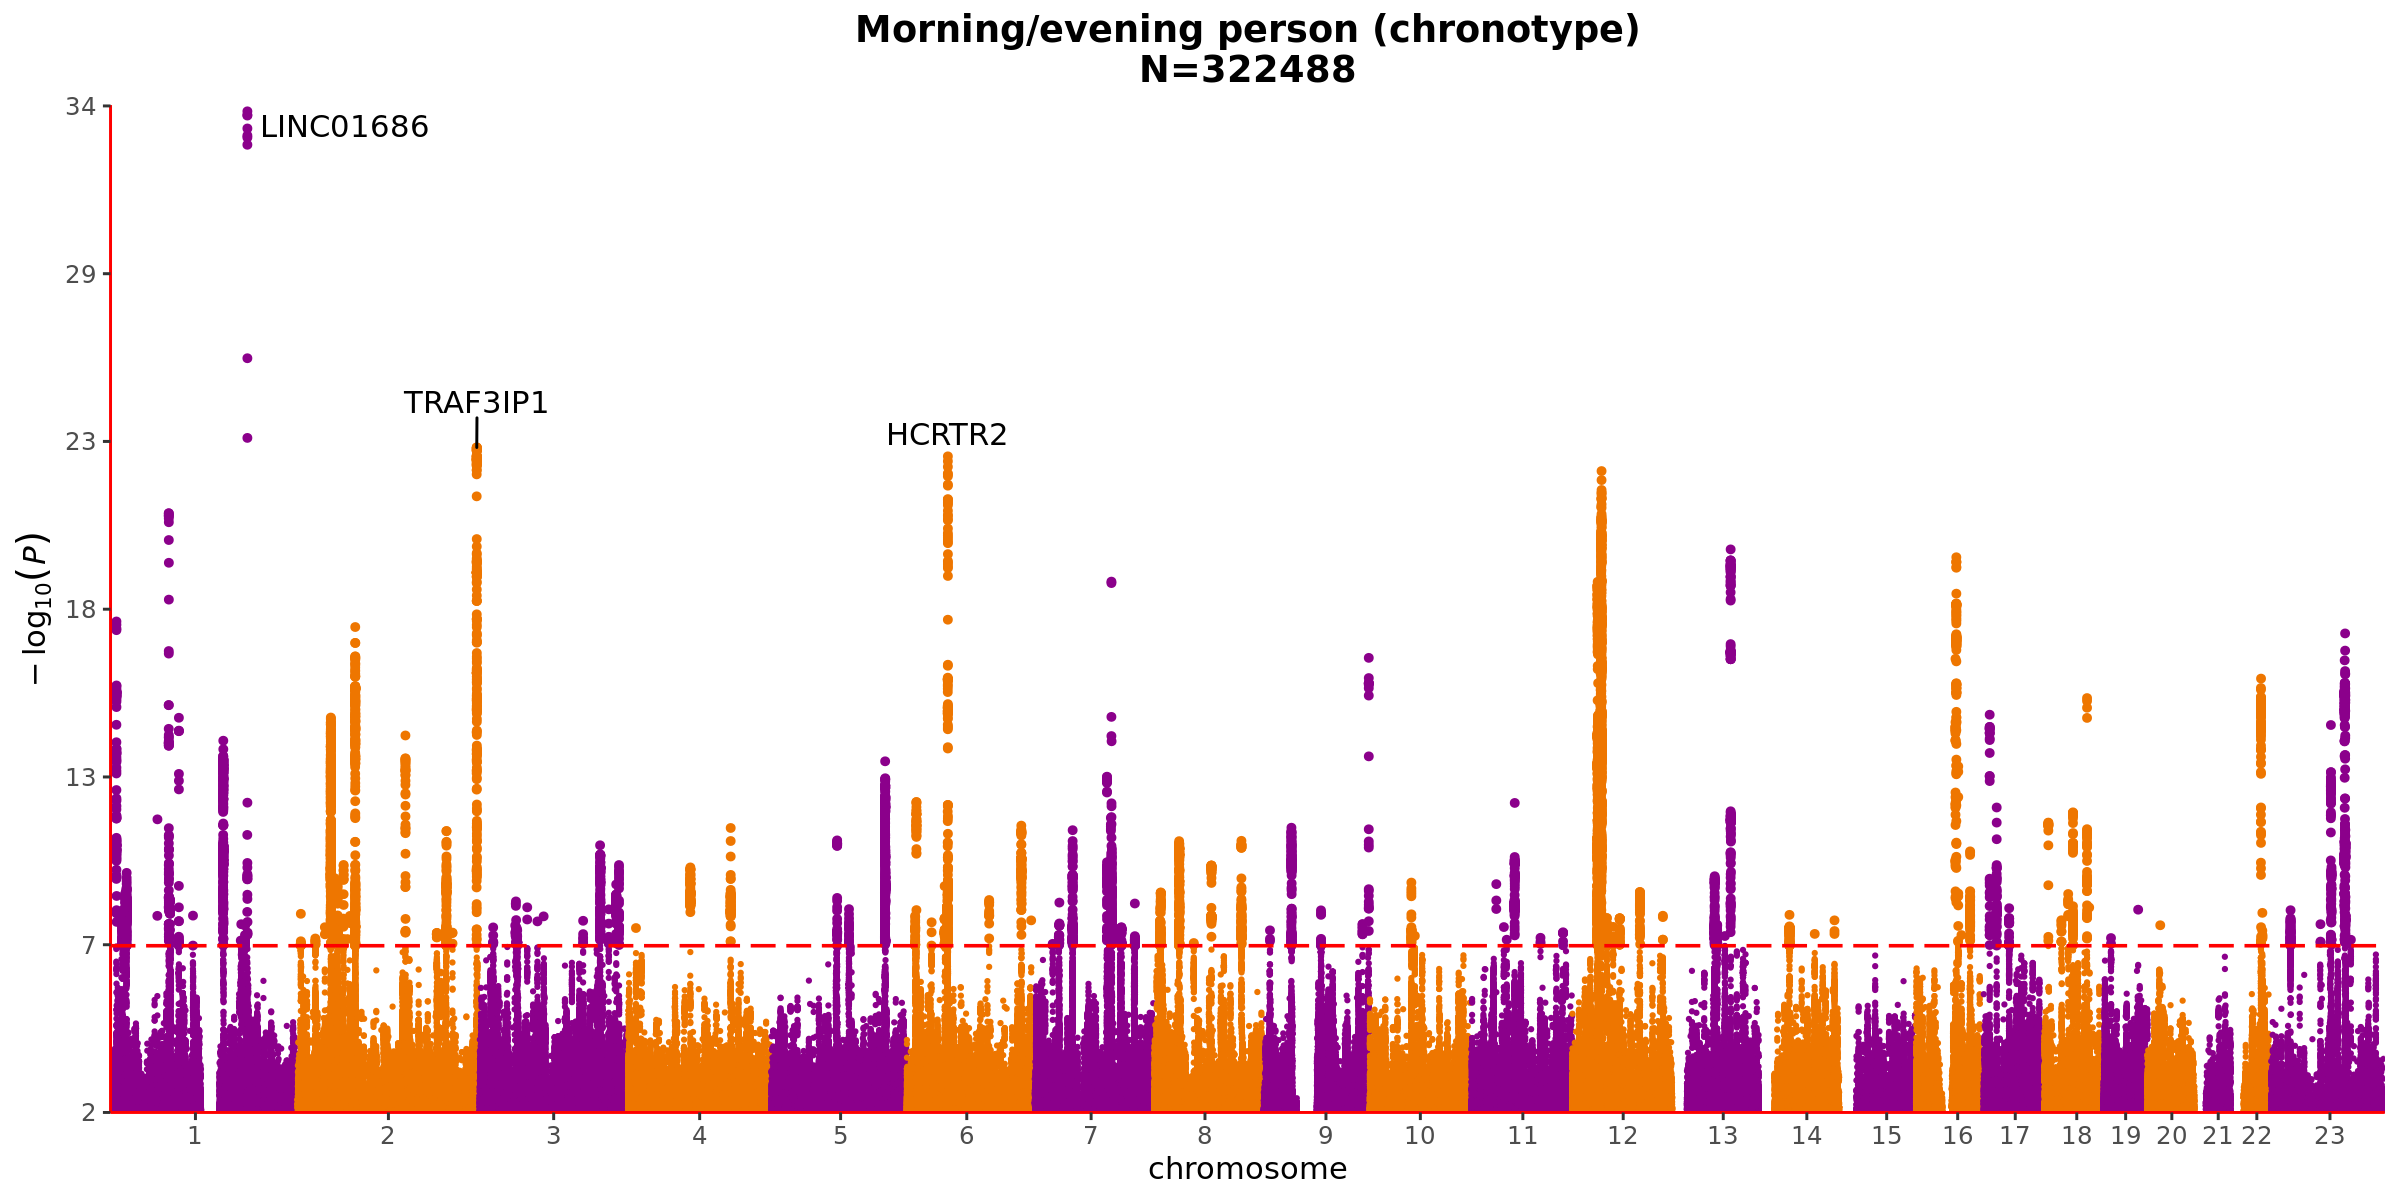 Morning/evening person (chronotype)
N=322488
34
29
23
18
13
7
2
− log₁₀(P)
LINC01686
TRAF3IP1
HCRTR2
1 2 3 4 5 6 7 8 9 10 11 12 13 14 15 16 17 18 19 20 21 22 23
chromosome